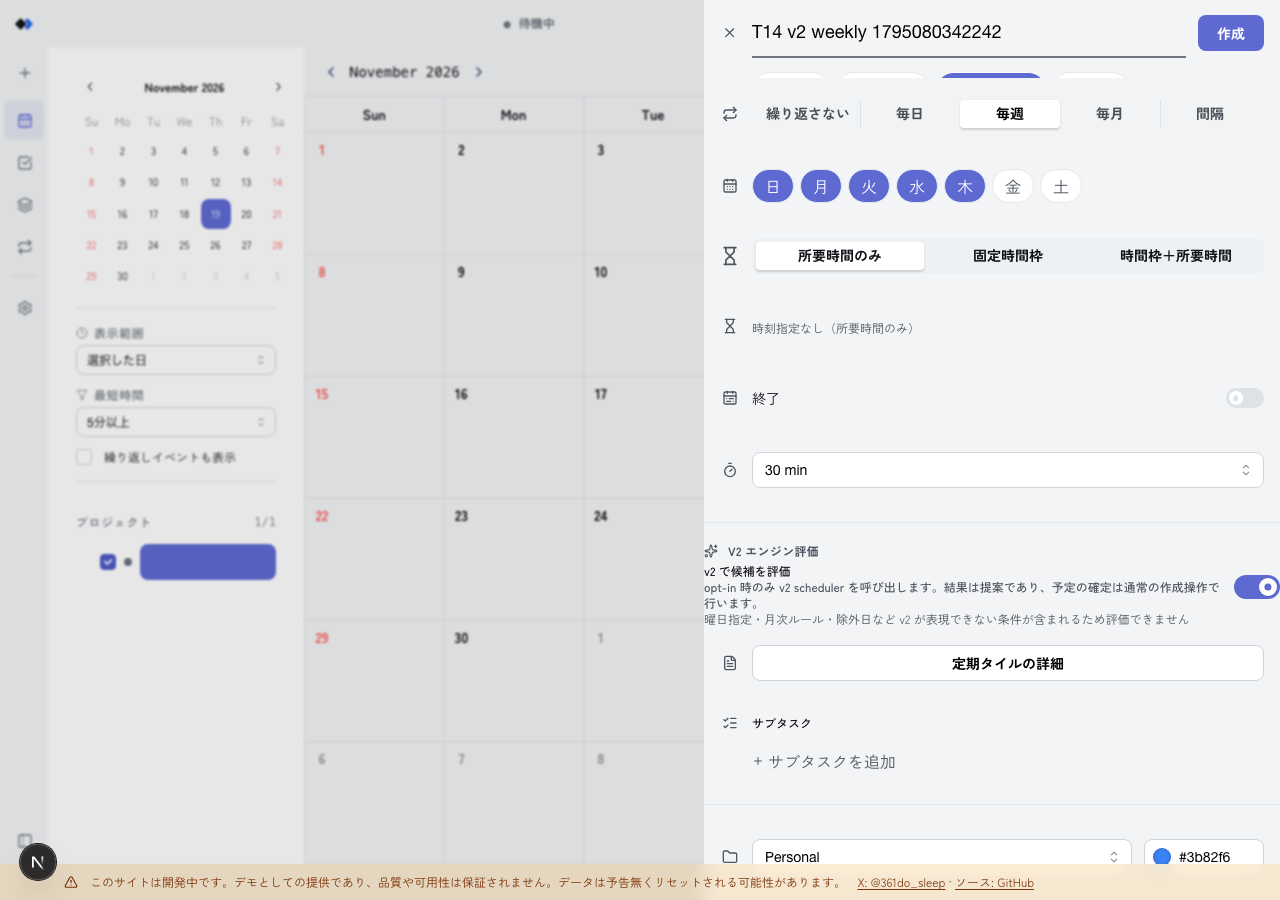 待機中
November 2026
Su Mo Tu We Th Fr Sa
1 2 3 4 5 6 7
8 9 10 11 12 13 14
15 16 17 18 19 20 21
22 23 24 25 26 27 28
29 30 1 2 3 4 5
表示範囲
選択した日
最短時間
5分以上
繰り返しイベントも表示
プロジェクト 1/1
November 2026
Sun Mon Tue
1 2 3
8 9 10
15 16 17
22 23 24
29 30 1
6 7 8
T14 v2 weekly 1795080342242
作成
繰り返さない 毎日 毎週 毎月 間隔
日 月 火 水 木 金 土
所要時間のみ 固定時間枠 時間枠＋所要時間
時刻指定なし（所要時間のみ）
終了
30 min
V2 エンジン評価
v2 で候補を評価
opt-in 時のみ v2 scheduler を呼び出します。結果は提案であり、予定の確定は通常の作成操作で
行います。
曜日指定・月次ルール・除外日など v2 が表現できない条件が含まれるため評価できません
定期タイルの詳細
サブタスク
+ サブタスクを追加
Personal #3b82f6
N
このサイトは開発中です。デモとしての提供であり、品質や可用性は保証されません。データは予告無くリセットされる可能性があります。 X: @361do_sleep · ソース: GitHub